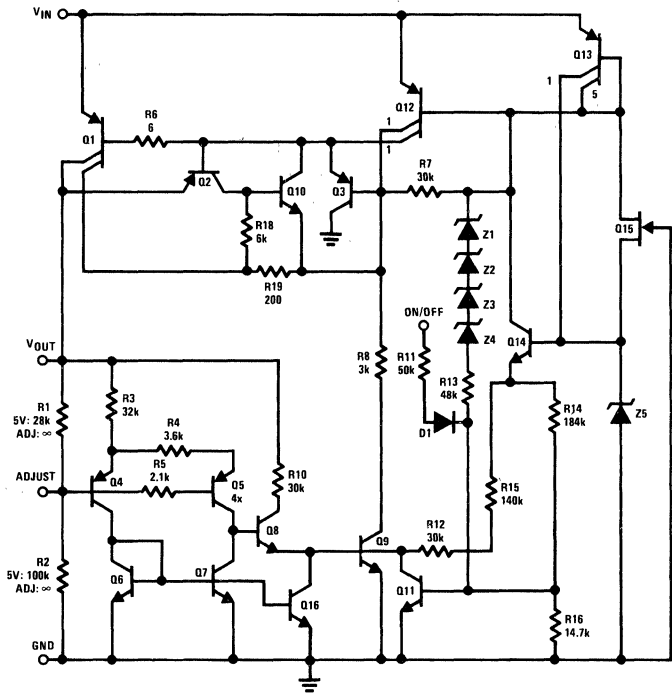 VIN
Q13
1
5
Q12
1
1
R6
6
Q1
Q2
Q10
Q3
R7
30k
Z1
Z2
Z3
Z4
Q15
R18
6k
R19
200
ON/OFF
R11
50k
R13
48k
Q14
VOUT
R8
3k
R3
32k
R4
3.6k
R1
5V: 28k
ADJ: ∞
D1
R14
184k
Z5
ADJUST
R5
2.1k
Q4
Q5
4x
R10
30k
R15
140k
Q8
Q9
R12
30k
R2
5V: 100k
ADJ: ∞
Q6
Q7
Q16
Q11
R16
14.7k
GND